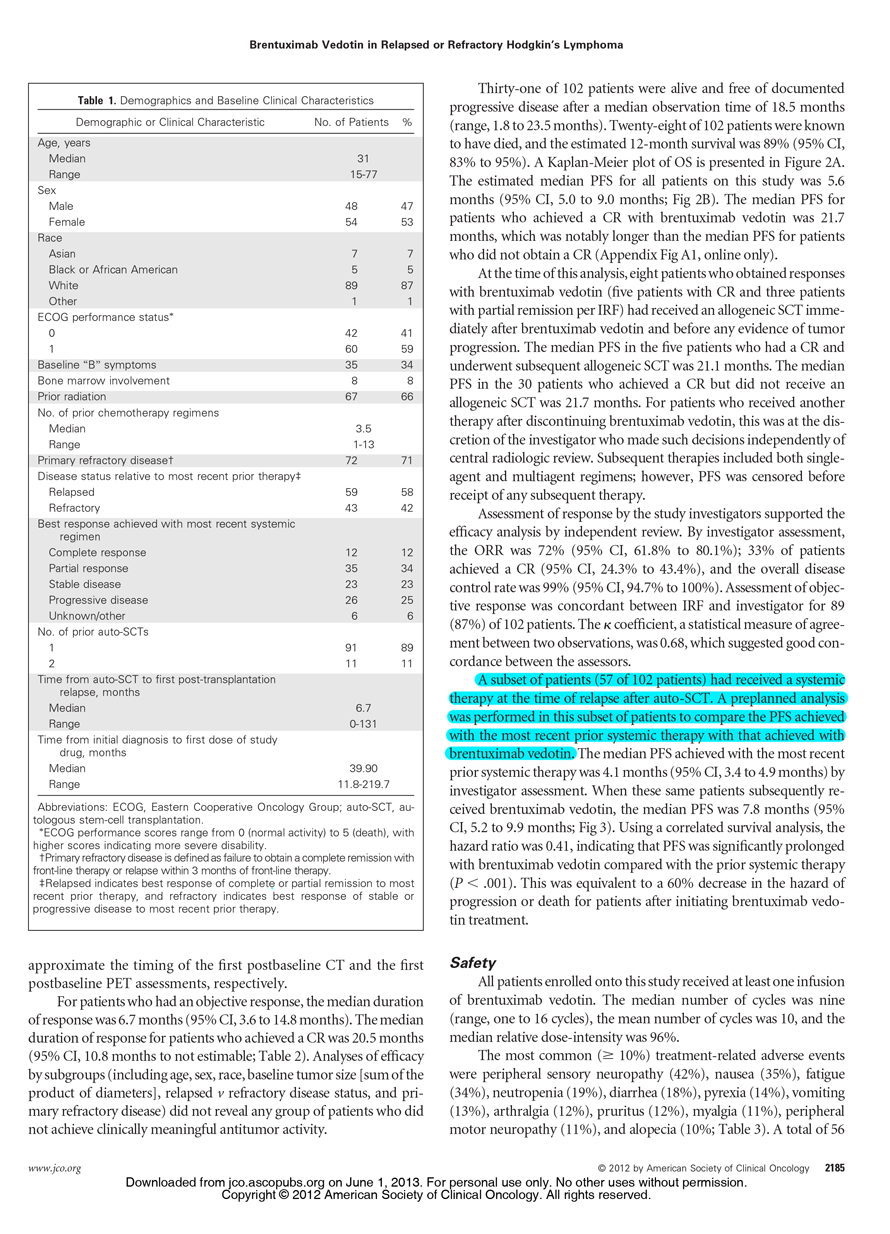 Brentuximab Vedotin in Relapsed or Refractory Hodgkin's Lymphoma
Table 1. Demographics and Baseline Clinical Characteristics
Demographic or Clinical Characteristic No. of Patients %
Age, years
Median 31
Range 15-77
Sex
Male 48 47
Female 54 53
Race
Asian 7 7
Black or African American 5 5
White 89 87
Other 1 1
ECOG performance status*
0 42 41
1 60 59
Baseline “B” symptoms 35 34
Bone marrow involvement 8 8
Prior radiation 67 66
No. of prior chemotherapy regimens
Median 3.5
Range 1-13
Primary refractory disease† 72 71
Disease status relative to most recent prior therapy‡
Relapsed 59 58
Refractory 43 42
Best response achieved with most recent systemic
regimen
Complete response 12 12
Partial response 35 34
Stable disease 23 23
Progressive disease 26 25
Unknown/other 6 6
No. of prior auto-SCTs
1 91 89
2 11 11
Time from auto-SCT to first post-transplantation
relapse, months
Median 6.7
Range 0-131
Time from initial diagnosis to first dose of study
drug, months
Median 39.90
Range 11.8-219.7
Abbreviations: ECOG, Eastern Cooperative Oncology Group; auto-SCT, au-
tologous stem-cell transplantation.
*ECOG performance scores range from 0 (normal activity) to 5 (death), with
higher scores indicating more severe disability.
†Primary refractory disease is defined as failure to obtain a complete remission with
front-line therapy or relapse within 3 months of front-line therapy.
‡Relapsed indicates best response of complete or partial remission to most
recent prior therapy, and refractory indicates best response of stable or
progressive disease to most recent prior therapy.
approximate the timing of the first postbaseline CT and the first
postbaseline PET assessments, respectively.
For patients who had an objective response, the median duration
of response was 6.7 months (95% CI, 3.6 to 14.8 months). The median
duration of response for patients who achieved a CR was 20.5 months
(95% CI, 10.8 months to not estimable; Table 2). Analyses of efficacy
by subgroups (including age, sex, race, baseline tumor size [sum of the
product of diameters], relapsed v refractory disease status, and pri-
mary refractory disease) did not reveal any group of patients who did
not achieve clinically meaningful antitumor activity.
Thirty-one of 102 patients were alive and free of documented
progressive disease after a median observation time of 18.5 months
(range, 1.8 to 23.5 months). Twenty-eight of 102 patients were known
to have died, and the estimated 12-month survival was 89% (95% CI,
83% to 95%). A Kaplan-Meier plot of OS is presented in Figure 2A.
The estimated median PFS for all patients on this study was 5.6
months (95% CI, 5.0 to 9.0 months; Fig 2B). The median PFS for
patients who achieved a CR with brentuximab vedotin was 21.7
months, which was notably longer than the median PFS for patients
who did not obtain a CR (Appendix Fig A1, online only).
At the time of this analysis, eight patients who obtained responses
with brentuximab vedotin (five patients with CR and three patients
with partial remission per IRF) had received an allogeneic SCT imme-
diately after brentuximab vedotin and before any evidence of tumor
progression. The median PFS in the five patients who had a CR and
underwent subsequent allogeneic SCT was 21.1 months. The median
PFS in the 30 patients who achieved a CR but did not receive an
allogeneic SCT was 21.7 months. For patients who received another
therapy after discontinuing brentuximab vedotin, this was at the dis-
cretion of the investigator who made such decisions independently of
central radiologic review. Subsequent therapies included both single-
agent and multiagent regimens; however, PFS was censored before
receipt of any subsequent therapy.
Assessment of response by the study investigators supported the
efficacy analysis by independent review. By investigator assessment,
the ORR was 72% (95% CI, 61.8% to 80.1%); 33% of patients
achieved a CR (95% CI, 24.3% to 43.4%), and the overall disease
control rate was 99% (95% CI, 94.7% to 100%). Assessment of objec-
tive response was concordant between IRF and investigator for 89
(87%) of 102 patients. The κ coefficient, a statistical measure of agree-
ment between two observations, was 0.68, which suggested good con-
cordance between the assessors.
A subset of patients (57 of 102 patients) had received a systemic
therapy at the time of relapse after auto-SCT. A preplanned analysis
was performed in this subset of patients to compare the PFS achieved
with the most recent prior systemic therapy with that achieved with
brentuximab vedotin. The median PFS achieved with the most recent
prior systemic therapy was 4.1 months (95% CI, 3.4 to 4.9 months) by
investigator assessment. When these same patients subsequently re-
ceived brentuximab vedotin, the median PFS was 7.8 months (95%
CI, 5.2 to 9.9 months; Fig 3). Using a correlated survival analysis, the
hazard ratio was 0.41, indicating that PFS was significantly prolonged
with brentuximab vedotin compared with the prior systemic therapy
(P < .001). This was equivalent to a 60% decrease in the hazard of
progression or death for patients after initiating brentuximab vedo-
tin treatment.
Safety
All patients enrolled onto this study received at least one infusion
of brentuximab vedotin. The median number of cycles was nine
(range, one to 16 cycles), the mean number of cycles was 10, and the
median relative dose-intensity was 96%.
The most common (≥ 10%) treatment-related adverse events
were peripheral sensory neuropathy (42%), nausea (35%), fatigue
(34%), neutropenia (19%), diarrhea (18%), pyrexia (14%), vomiting
(13%), arthralgia (12%), pruritus (12%), myalgia (11%), peripheral
motor neuropathy (11%), and alopecia (10%; Table 3). A total of 56
www.jco.org © 2012 by American Society of Clinical Oncology 2185
Downloaded from jco.ascopubs.org on June 1, 2013. For personal use only. No other uses without permission.
Copyright © 2012 American Society of Clinical Oncology. All rights reserved.